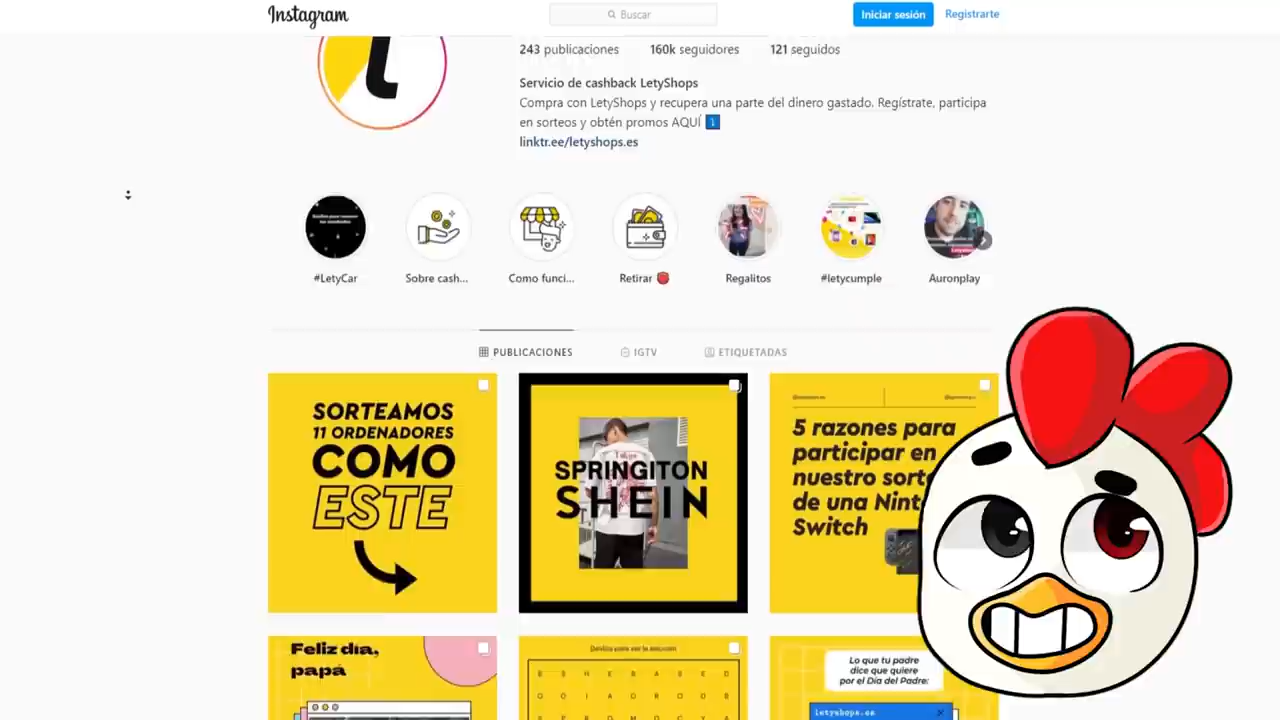 Instagram
Buscar
Iniciar sesión
Registrarte
243 publicaciones
160k seguidores
121 seguidos
Servicio de cashback LetyShops
Compra con LetyShops y recupera una parte del dinero gastado. Regístrate, participa
en sorteos y obtén promos AQUÍ
linktr.ee/letyshops.es
#LetyCar
Sobre cash...
Como funci...
Retirar
Regalitos
#letycumple
Auronplay
PUBLICACIONES
IGTV
ETIQUETADAS
SORTEAMOS
11 ORDENADORES
COMO
ESTE
SPRINGITON
SHEIN
5 razones para
participar en
nuestro sort
de una Nint
Switch
Feliz día,
papá
Lo que tu padre
dice que quiere
por el Día del Padre:
letyshops.es